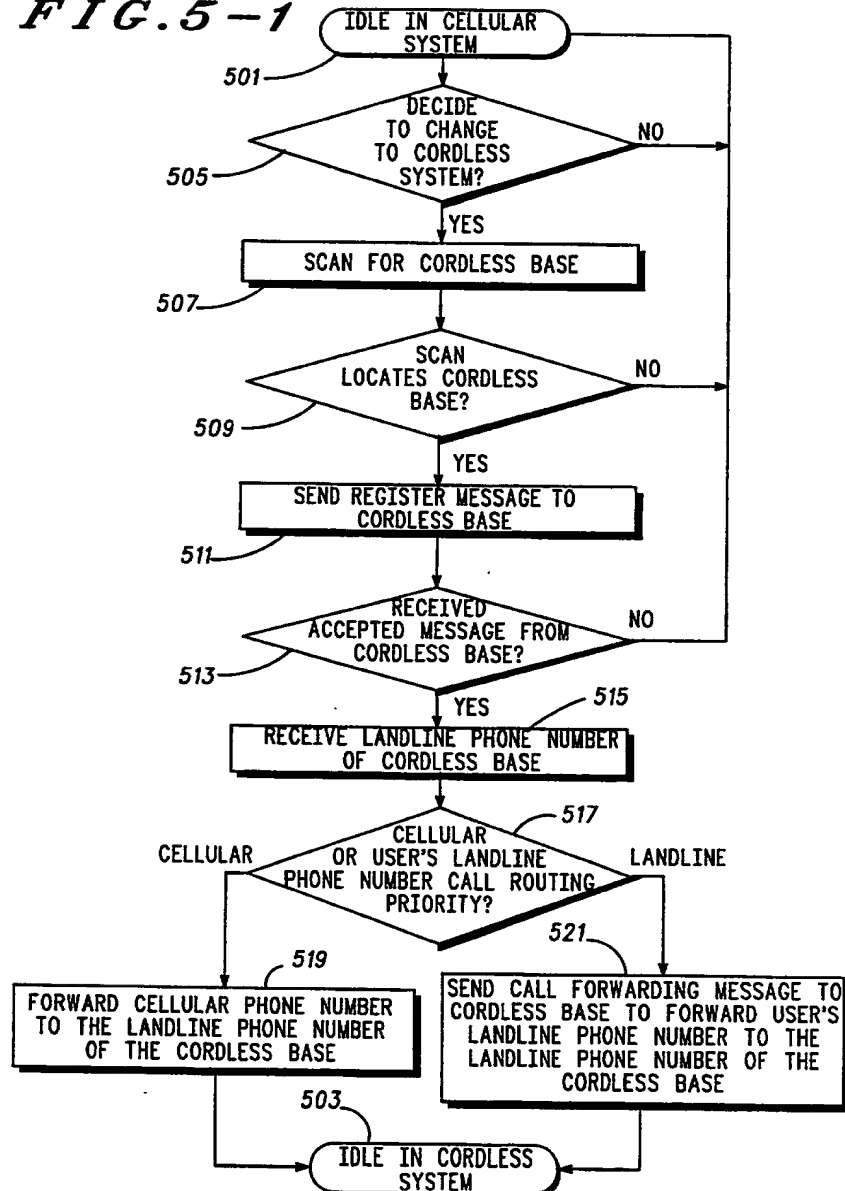 FIG.5-1
IDLE IN CELLULAR
SYSTEM
501
DECIDE
TO CHANGE
TO CORDLESS
SYSTEM?
NO
505
YES
SCAN FOR CORDLESS BASE
507
SCAN
LOCATES CORDLESS
BASE?
NO
509
YES
SEND REGISTER MESSAGE TO
CORDLESS BASE
511
RECEIVED
ACCEPTED MESSAGE FROM
CORDLESS BASE?
NO
513
YES
515
RECEIVE LANDLINE PHONE NUMBER
OF CORDLESS BASE
517
CELLULAR
CELLULAR
OR USER'S LANDLINE
PHONE NUMBER CALL ROUTING
PRIORITY?
LANDLINE
519
FORWARD CELLULAR PHONE NUMBER
TO THE LANDLINE PHONE NUMBER
OF THE CORDLESS BASE
521
SEND CALL FORWARDING MESSAGE TO
CORDLESS BASE TO FORWARD USER'S
LANDLINE PHONE NUMBER TO THE
LANDLINE PHONE NUMBER OF THE
CORDLESS BASE
503
IDLE IN CORDLESS
SYSTEM